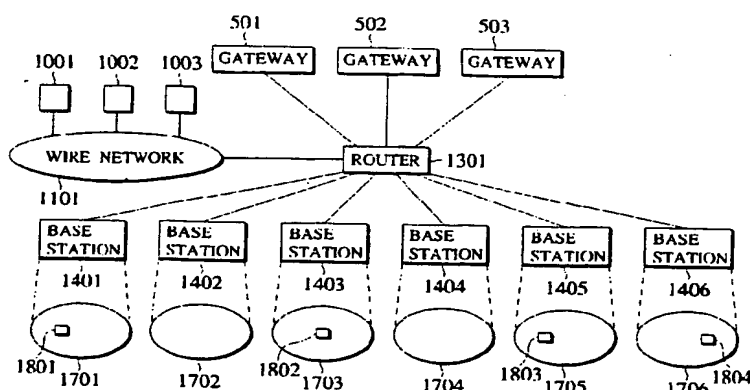 501 502 503
1001 1002 1003 GATEWAY GATEWAY GATEWAY
WIRE NETWORK ROUTER 1301
1101
BASE STATION BASE STATION BASE STATION BASE STATION BASE STATION BASE STATION
1401 1402 1403 1404 1405 1406
1801 1701 1702 1802 1703 1704 1803 1705 1706 1804